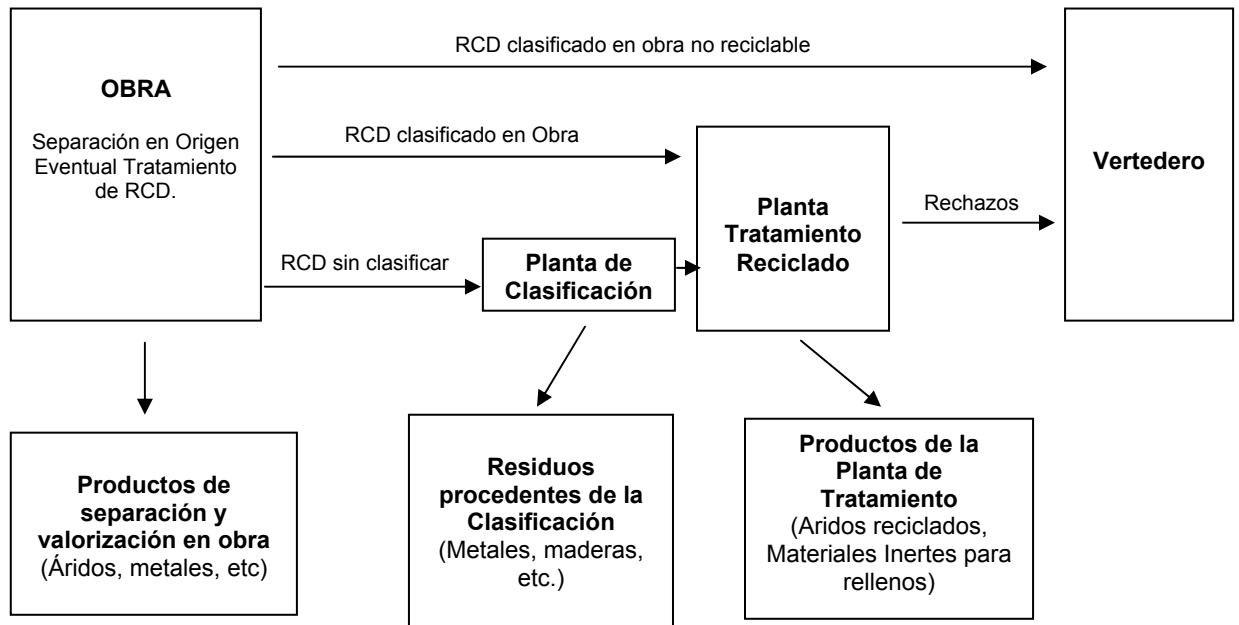 OBRA
Separación en Origen
Eventual Tratamiento
de RCD.
RCD clasificado en obra no reciclable
RCD clasificado en Obra
RCD sin clasificar
Planta de
Clasificación
Planta
Tratamiento
Reciclado
Rechazos
Vertedero
Productos de
separación y
valorización en obra
(Áridos, metales, etc)
Residuos
procedentes de la
Clasificación
(Metales, maderas,
etc.)
Productos de la
Planta de
Tratamiento
(Aridos reciclados,
Materiales Inertes para
rellenos)